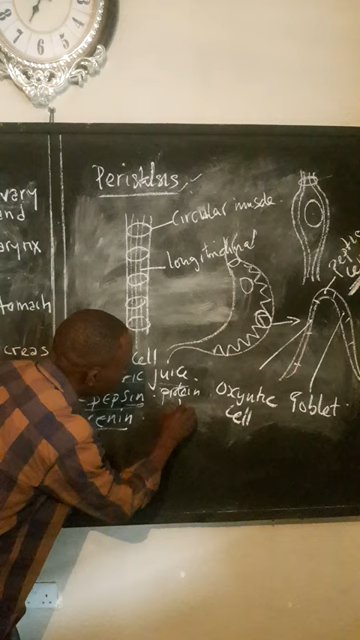 Peristalsis
Circular muscle.
longitudinal
vary
and
arynx
tomach
creas
cell
ric juice.
pepsin
protein
renin
Oxyntic
Cell
Goblet